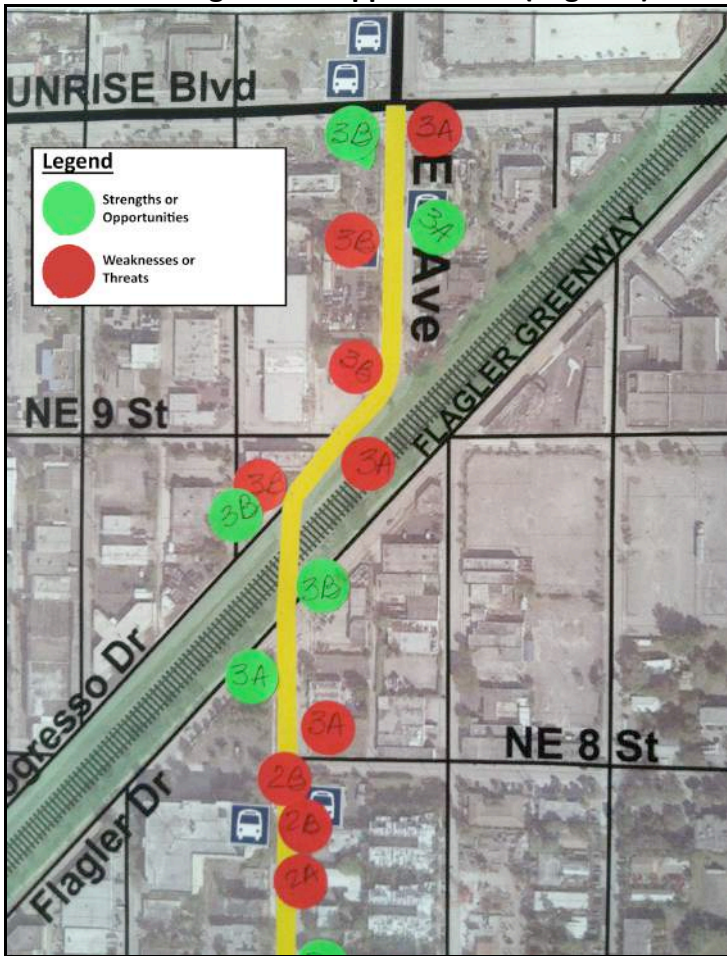 UNRISE Blvd
3B
3A
E
Legend
Strengths or
Opportunities
Weaknesses or
Threats
3A
3B
Ave
FLAGLER GREENWAY
3B
NE 9 St
3A
3B
3B
3B
3A
3A
NE 8 St
ogresso Dr
2B
2B
Flagler Dr
2A